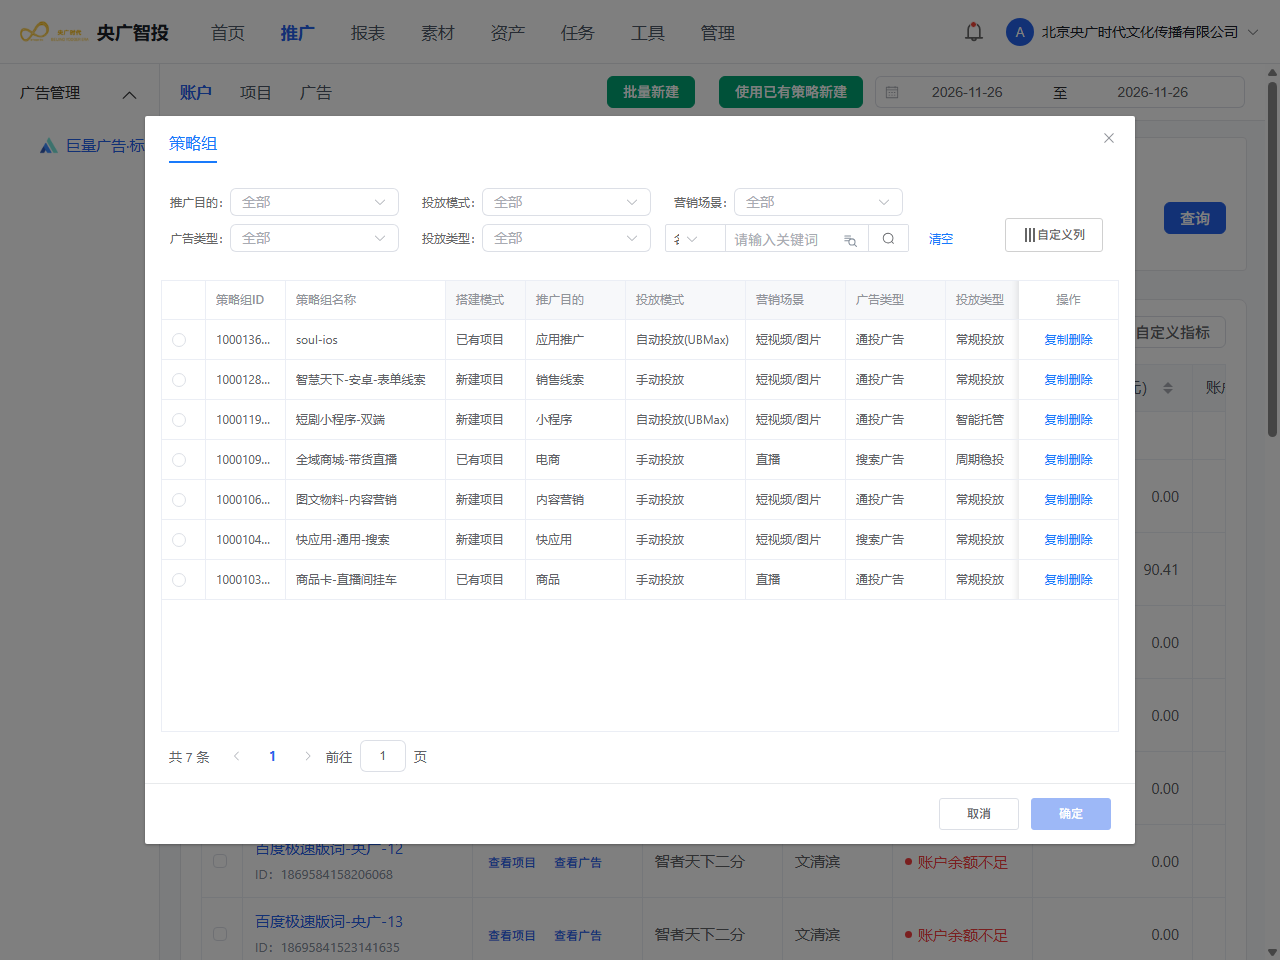 央广智投 首页 推广 报表 素材 资产 任务 工具 管理 A 北京央广时代文化传播有限公司
广告管理 账户 项目 广告 批量新建 使用已有策略新建 2026-11-26 至 2026-11-26
巨量广告·标
策略组
推广目的: 全部 投放模式: 全部 营销场景: 全部
查询
广告类型: 全部 投放类型: 全部 请输入关键词 清空 自定义列
策略组ID 策略组名称 搭建模式 推广目的 投放模式 营销场景 广告类型 投放类型 操作
自定义指标
1000136... soul-ios 已有项目 应用推广 自动投放(UBMax) 短视频/图片 通投广告 常规投放 复制删除
1000128... 智慧天下-安卓-表单线索 新建项目 销售线索 手动投放 短视频/图片 通投广告 常规投放 复制删除
元) 账户
1000119... 短剧小程序-双端 新建项目 小程序 自动投放(UBMax) 短视频/图片 通投广告 智能托管 复制删除
1000109... 全域商城-带货直播 已有项目 电商 手动投放 直播 搜索广告 周期稳投 复制删除
1000106... 图文物料-内容营销 新建项目 内容营销 手动投放 短视频/图片 通投广告 常规投放 复制删除
0.00
1000104... 快应用-通用-搜索 新建项目 快应用 手动投放 短视频/图片 搜索广告 常规投放 复制删除
1000103... 商品卡-直播间挂车 已有项目 商品 手动投放 直播 通投广告 常规投放 复制删除
90.41
0.00
0.00
共 7 条 1 前往 1 页
0.00
取消 确定
百度极速版词-央广-12
ID：1869584158206068 查看项目 查看广告 智者天下二分 文清滨 账户余额不足 0.00
百度极速版词-央广-13
ID：18695841523141635 查看项目 查看广告 智者天下二分 文清滨 账户余额不足 0.00